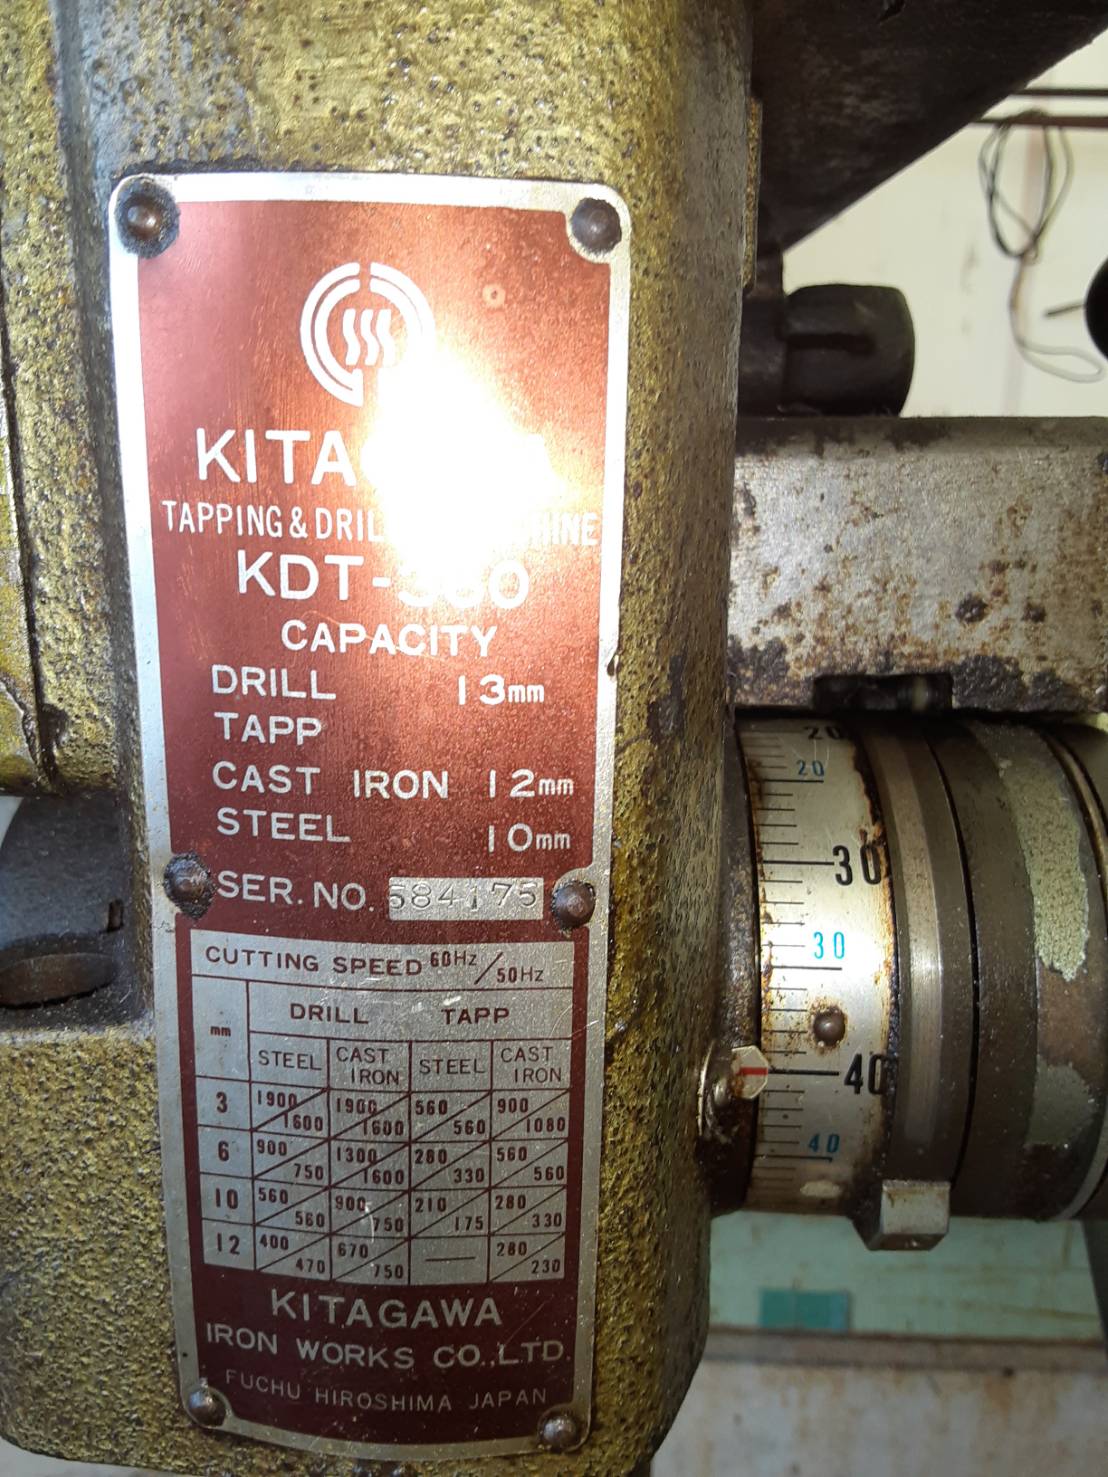 TAPPING & DRIL
KDT-
CAPACITY
DRILL 13mm
TAPP
CAST IRON 12mm
STEEL 10mm
SER. NO. 584175
CUTTING SPEED 60Hz/50Hz
mm DRILL TAPP
STEEL CAST IRON STEEL CAST IRON
3 1900/1600 1900/1600 560/560 900/1080
6 900/750 1300/1600 280/330 560/560
10 560/560 900/750 210/175 280/330
12 400/470 670/750 — 280/230
KITAGAWA
IRON WORKS CO.,LTD.
FUCHU HIROSHIMA JAPAN
20
20
30
30
40
40